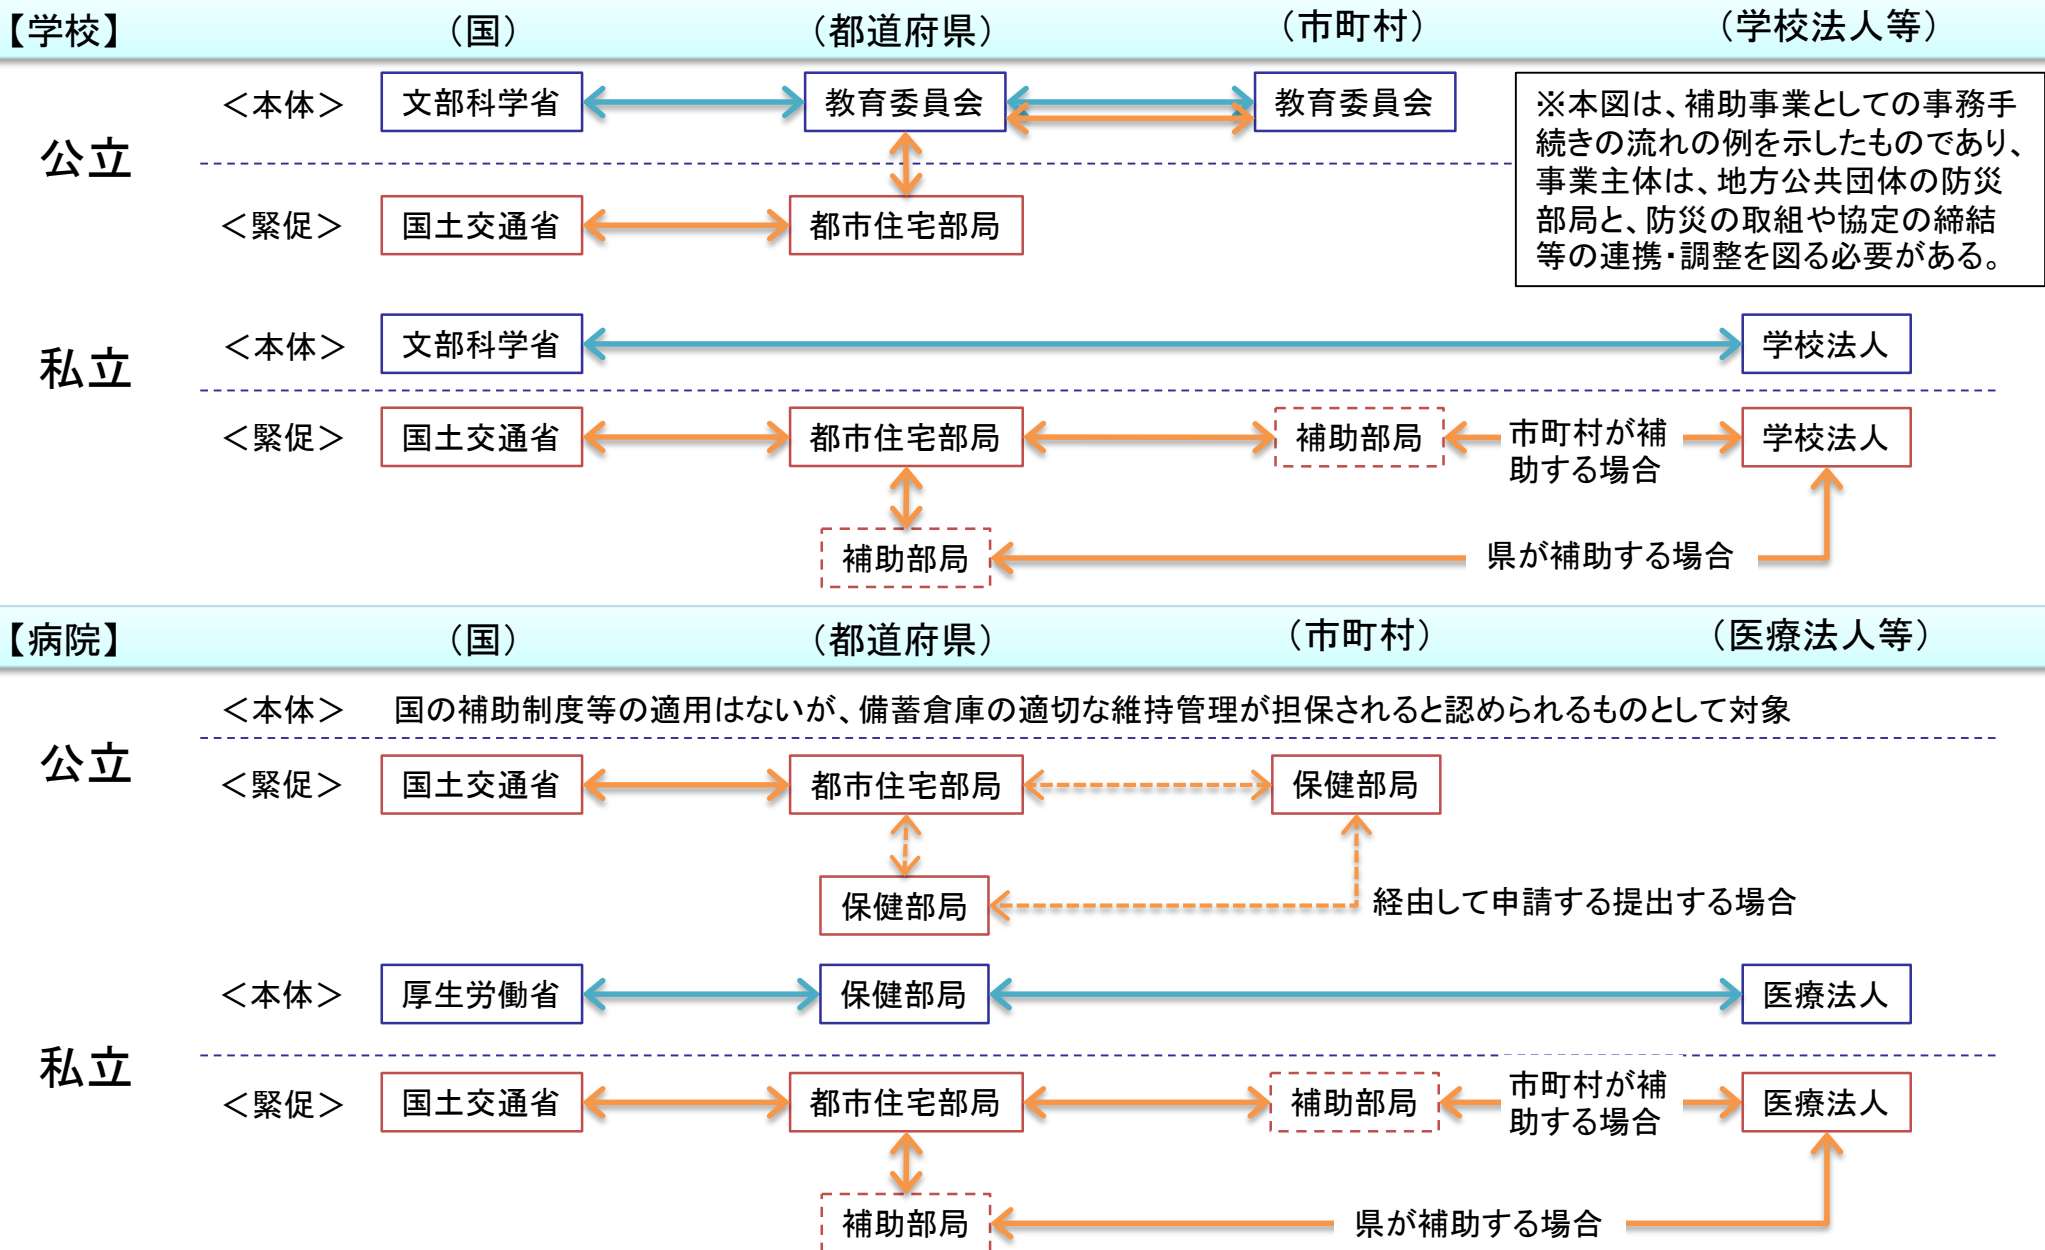 【学校】 （国） （都道府県） （市町村） （学校法人等）
公立
＜本体＞ 文部科学省 教育委員会 教育委員会
＜緊促＞ 国土交通省 都市住宅部局
※本図は、補助事業としての事務手
続きの流れの例を示したものであり、
事業主体は、地方公共団体の防災
部局と、防災の取組や協定の締結
等の連携・調整を図る必要がある。
私立
＜本体＞ 文部科学省 学校法人
＜緊促＞ 国土交通省 都市住宅部局 補助部局 学校法人
市町村が補
助する場合
補助部局 県が補助する場合
【病院】 （国） （都道府県） （市町村） （医療法人等）
公立
＜本体＞ 国の補助制度等の適用はないが、備蓄倉庫の適切な維持管理が担保されると認められるものとして対象
＜緊促＞ 国土交通省 都市住宅部局 保健部局
保健部局 経由して申請する提出する場合
私立
＜本体＞ 厚生労働省 保健部局 医療法人
＜緊促＞ 国土交通省 都市住宅部局 補助部局 医療法人
市町村が補
助する場合
補助部局 県が補助する場合